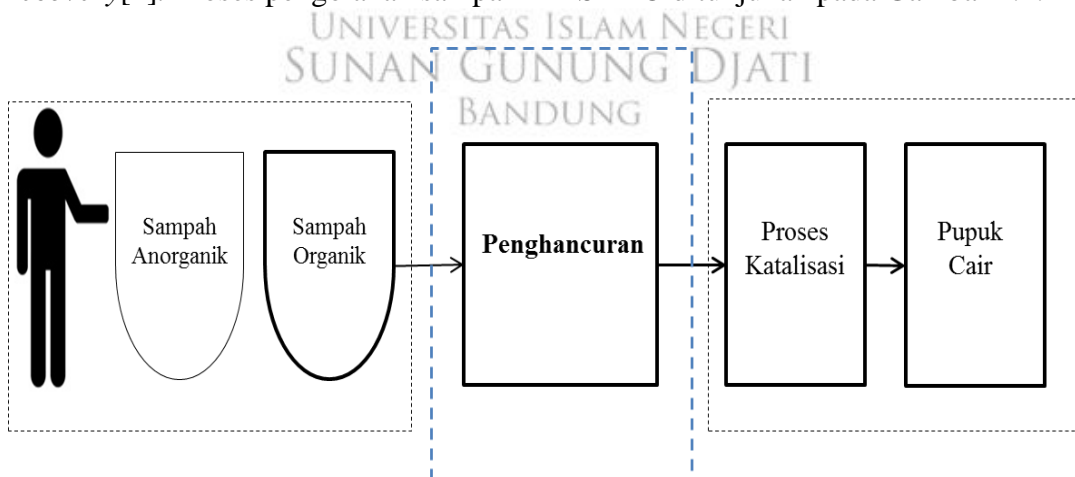 UNIVERSITAS ISLAM NEGERI
SUNAN GUNUNG DJATI
BANDUNG
Sampah
Anorganik
Sampah
Organik
Penghancuran
Proses
Katalisasi
Pupuk
Cair